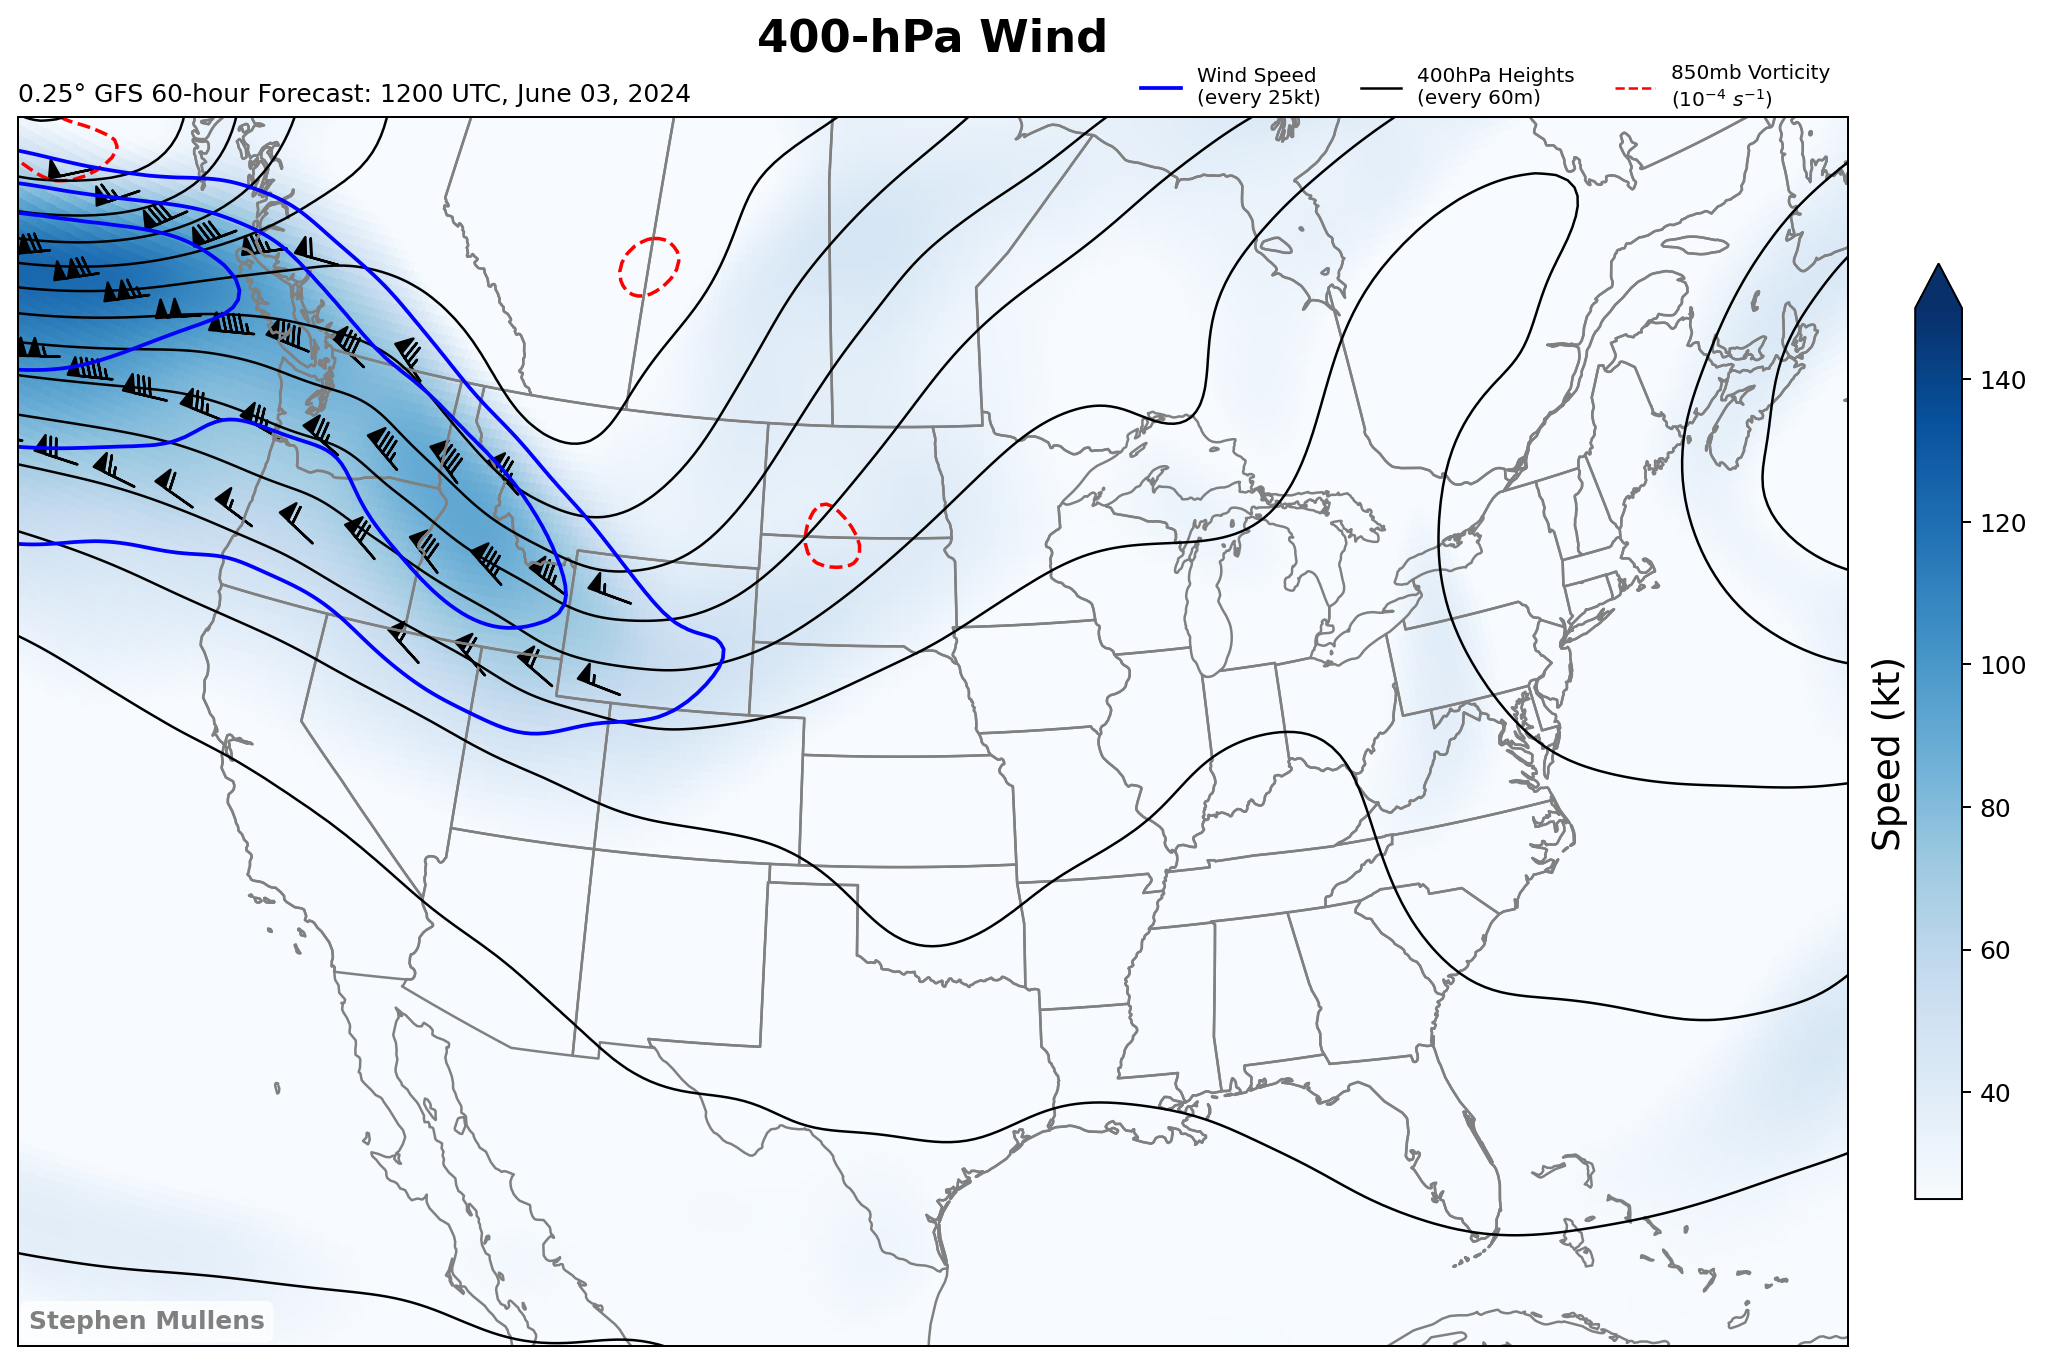 400-hPa Wind
0.25° GFS 60-hour Forecast: 1200 UTC, June 03, 2024
Wind Speed
(every 25kt)
400hPa Heights
(every 60m)
850mb Vorticity
(10⁻⁴ s⁻¹)
140
120
100
80
60
40
Speed (kt)
Stephen Mullens